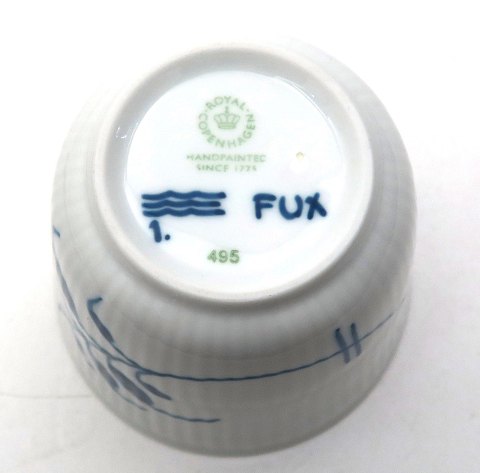 ROYAL
COPENHAGEN
HANDPAINTED
SINCE 1775
FUX
1.
495